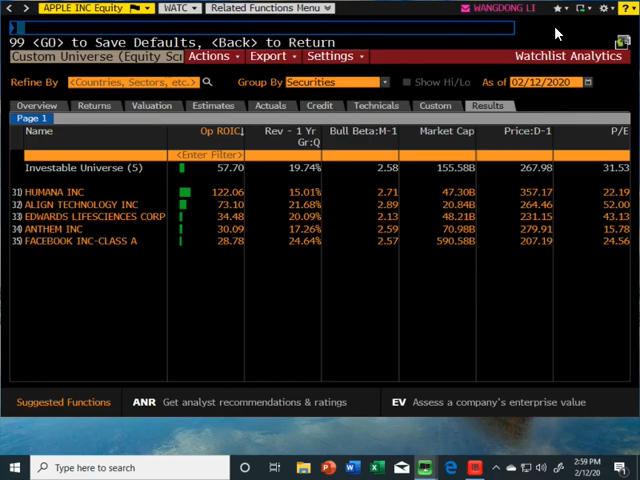 APPLE INC Equity WATC Related Functions Menu WANGDONG LI
99 <GO> to Save Defaults, <Back> to Return
Custom Universe (Equity Scr Actions Export Settings Watchlist Analytics
Refine By <Countries, Sectors, etc.> Group By Securities Show Hi/Lo As of 02/12/2020
Overview Returns Valuation Estimates Actuals Credit Technicals Custom Results
Page 1
Name Op ROIC↓ Rev - 1 Yr Gr:Q Bull Beta:M-1 Market Cap Price:D-1 P/E
<Enter Filter>
Investable Universe (5) 57.70 19.74% 2.58 155.58B 267.98 31.53
31) HUMANA INC 122.06 15.01% 2.71 47.30B 357.17 22.19
32) ALIGN TECHNOLOGY INC 73.10 21.68% 2.89 20.84B 264.46 52.00
33) EDWARDS LIFESCIENCES CORP 34.48 20.09% 2.13 48.21B 231.15 43.13
34) ANTHEM INC 30.09 17.26% 2.59 70.98B 279.91 15.78
35) FACEBOOK INC-CLASS A 28.78 24.64% 2.57 590.58B 207.19 24.56
Suggested Functions ANR Get analyst recommendations & ratings EV Assess a company's enterprise value
Type here to search
2:59 PM
2/12/20